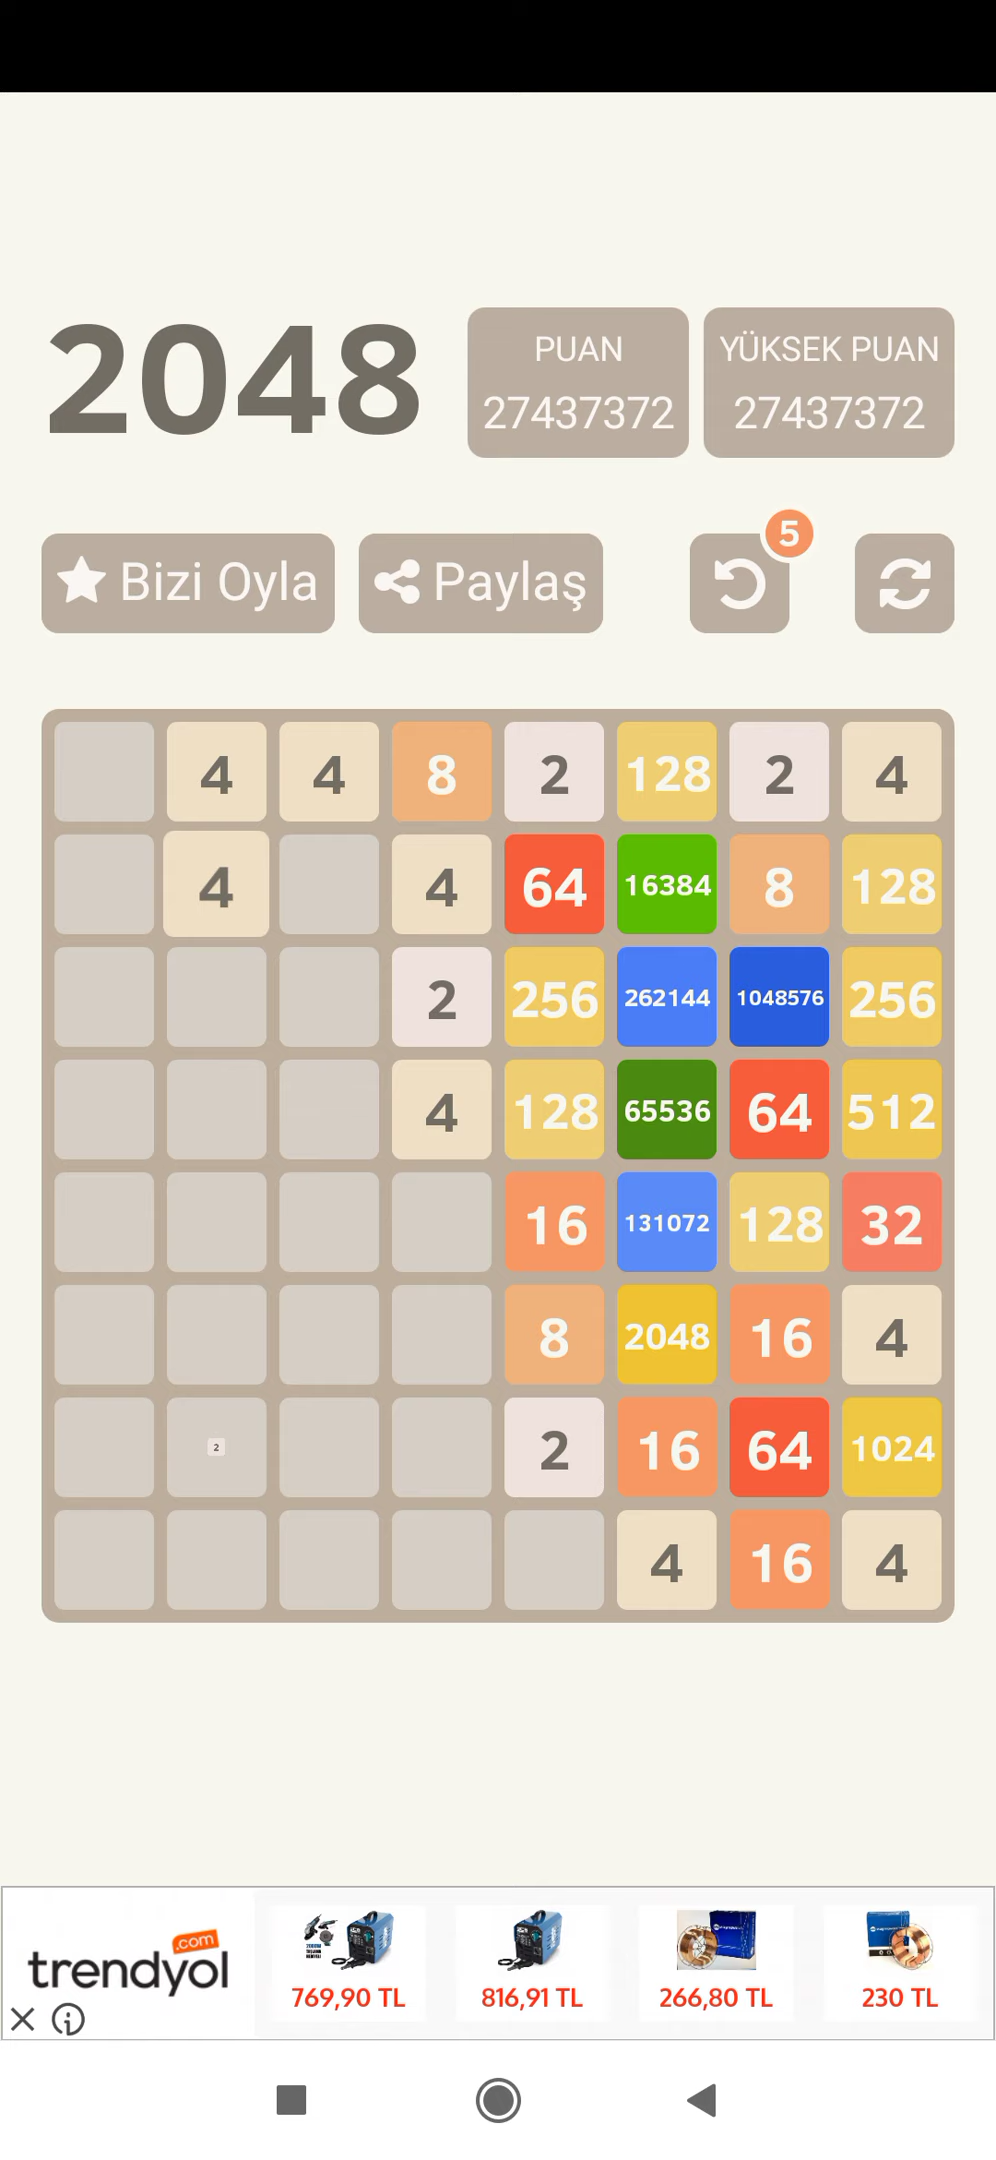 2048
PUAN
27437372
YÜKSEK PUAN
27437372
Bizi Oyla
Paylaş
5
4 4 8 2 128 2 4
4 4 64 16384 8 128
2 256 262144 1048576 256
4 128 65536 64 512
16 131072 128 32
8 2048 16 4
2 2 16 64 1024
4 16 4
trendyol.com
769,90 TL
816,91 TL
266,80 TL
230 TL